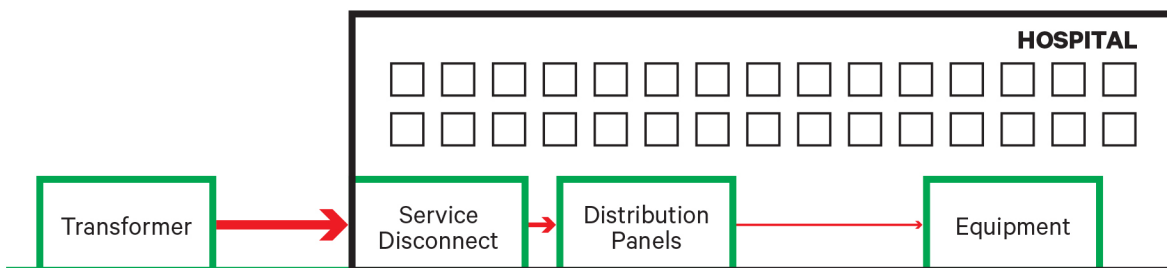 HOSPITAL
Transformer
Service
Disconnect
Distribution
Panels
Equipment